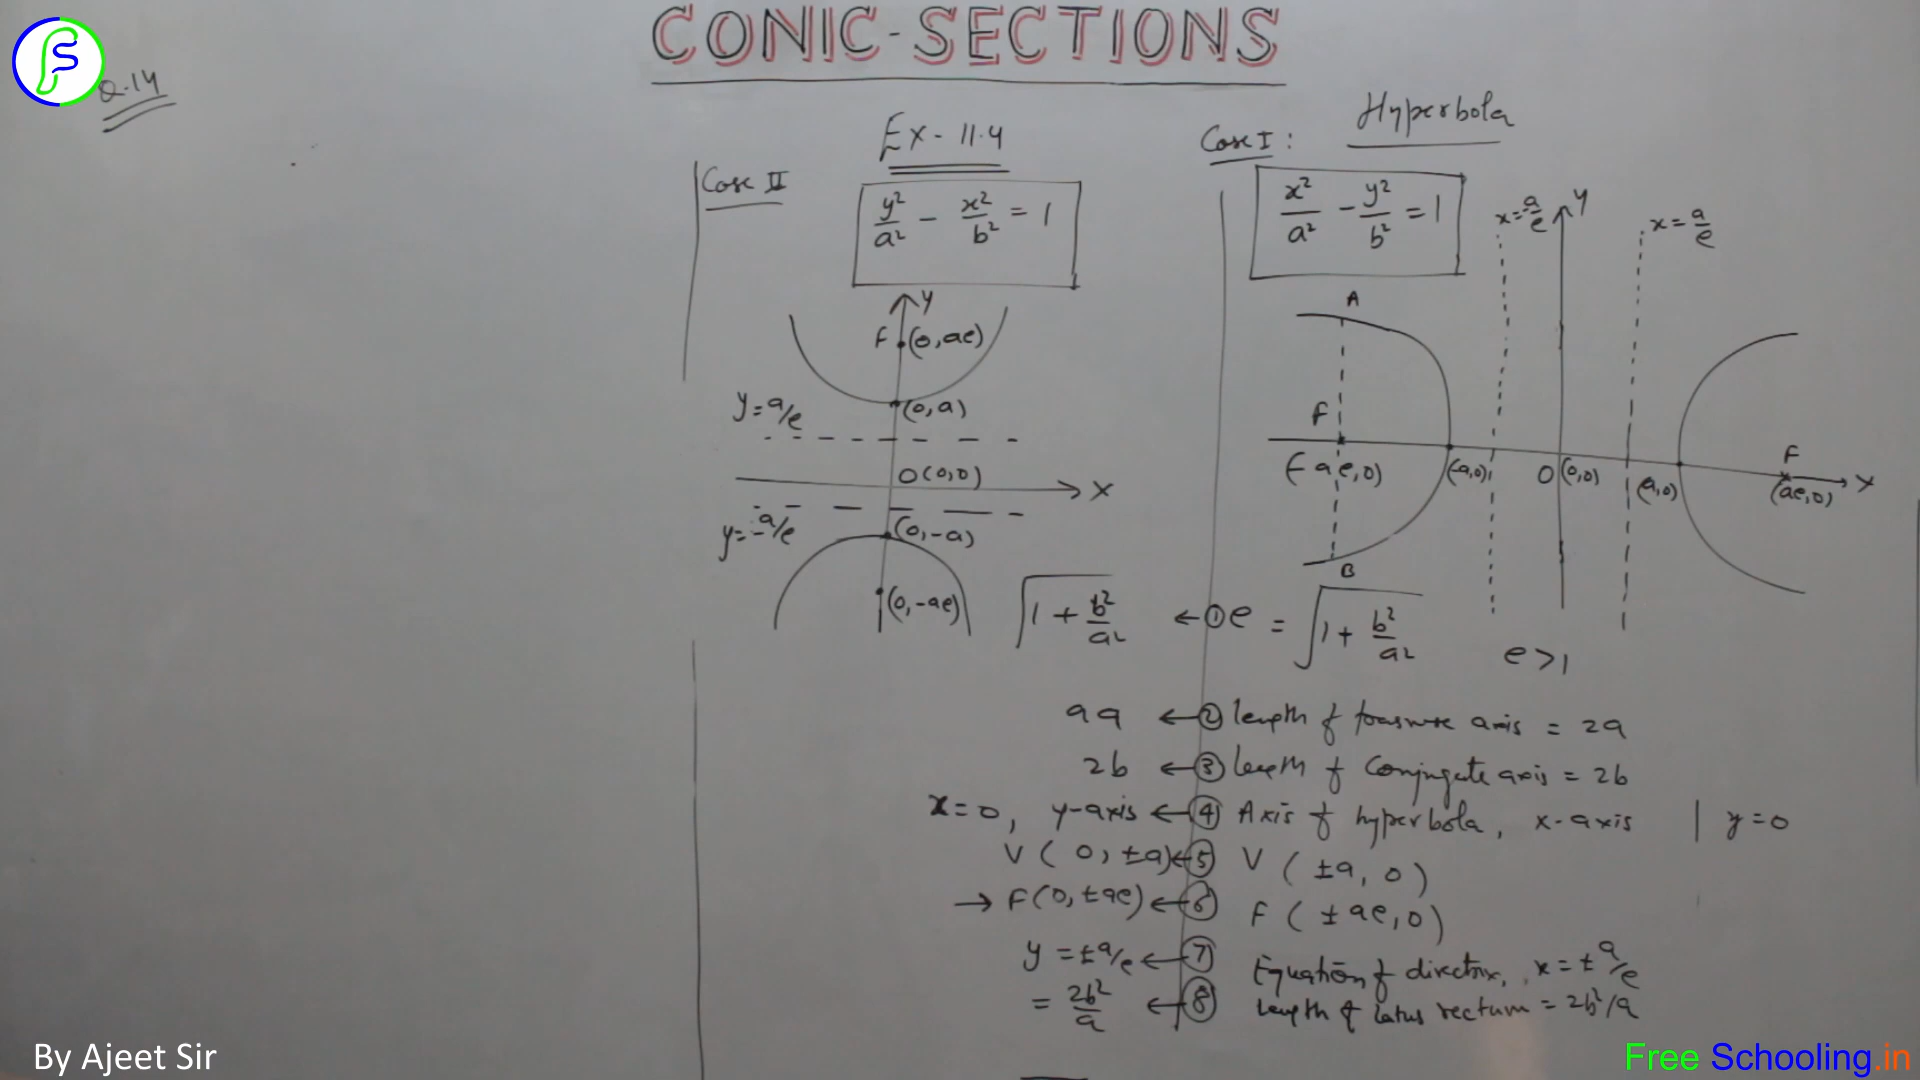 CONIC-SECTIONS
Q.14
Ex-11.4
Hyperbola
Case I :
x²/a² - y²/b² = 1
x=-a/e
Y
x=a/e
A
F
F
(-ae,0)
(-a,0)
O(0,0)
(a,0)
(ae,0)
X
B
Case II
y²/a² - x²/b² = 1
Y
F (0,ae)
(0,a)
y=a/e
O(0,0)
X
y=-a/e
(0,-a)
(0,-ae)
√1+b²/a² ← ① e = √1+b²/a² e>1
aa ← ② length of transverse axis = 2a
2b ← ③ length of Conjugate axis = 2b
x=0, y-axis ← ④ Axis of hyperbola, x-axis | y=0
V(0,±a) ← ⑤ V(±a,0)
→ F(0,±ae) ← ⑥ F(±ae,0)
y=±a/e ← ⑦ Equation of directrix, x=±a/e
= 2b²/a ← ⑧ length of latus rectum = 2b²/a
By Ajeet Sir
Free Schooling.in